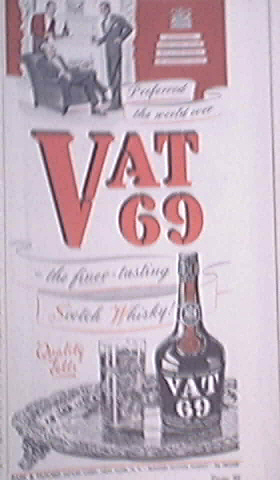 Preferred
the world over
VAT
69
- the finer-tasting
Scotch Whisky!
Quality
tells
VAT
69